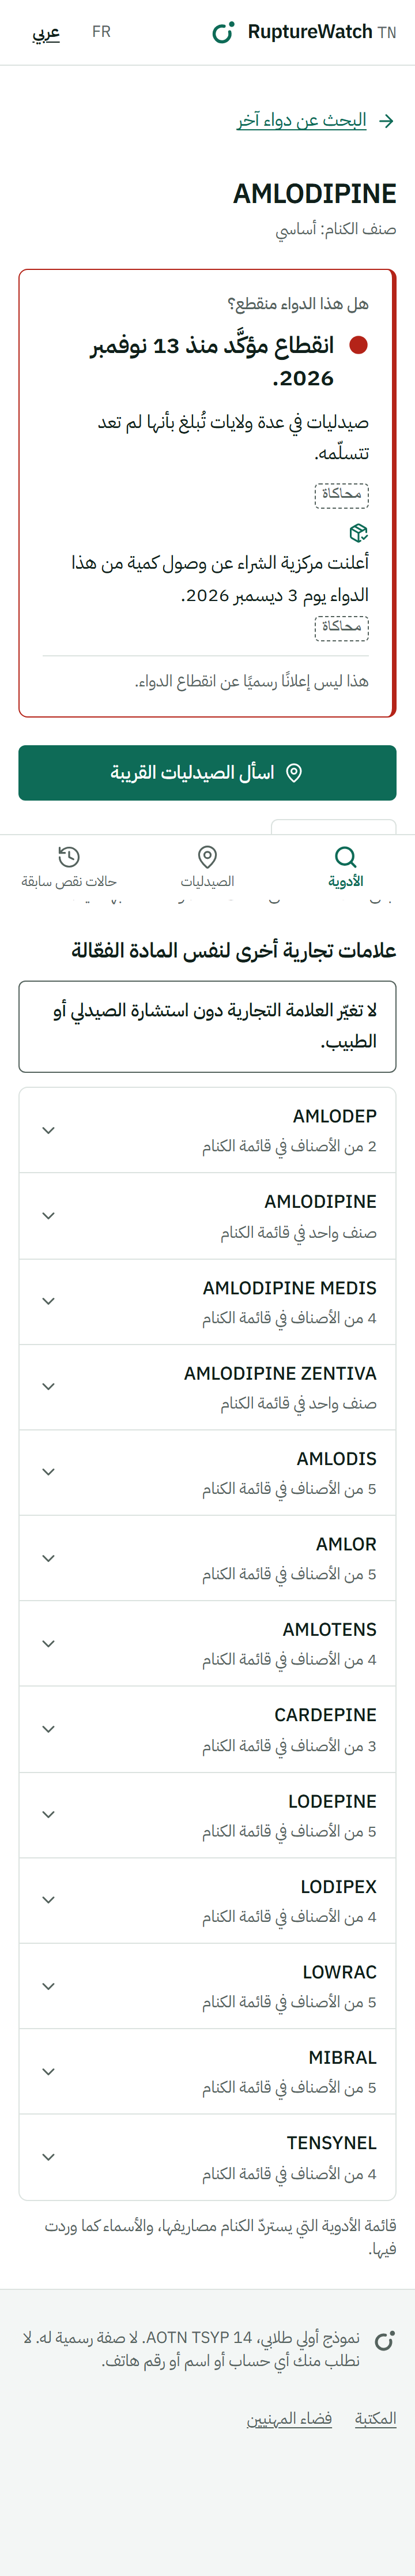 RuptureWatch TN
FR
عربي
البحث عن دواء آخر
AMLODIPINE
صنف الكنام: أساسي
هل هذا الدواء منقطع؟
انقطاع مؤكَّد منذ 13 نوفمبر
2026.
صيدليات في عدة ولايات تُبلغ بأنها لم تعد
تتسلّمه.
محاكاة
أعلنت مركزية الشراء عن وصول كمية من هذا
الدواء يوم 3 ديسمبر 2026.
محاكاة
هذا ليس إعلانًا رسميًا عن انقطاع الدواء.
اسأل الصيدليات القريبة
الأدوية
الصيدليات
حالات نقص سابقة
علامات تجارية أخرى لنفس المادة الفعّالة
لا تغيّر العلامة التجارية دون استشارة الصيدلي أو
الطبيب.
AMLODEP
2 من الأصناف في قائمة الكنام
AMLODIPINE
صنف واحد في قائمة الكنام
AMLODIPINE MEDIS
4 من الأصناف في قائمة الكنام
AMLODIPINE ZENTIVA
صنف واحد في قائمة الكنام
AMLODIS
5 من الأصناف في قائمة الكنام
AMLOR
5 من الأصناف في قائمة الكنام
AMLOTENS
4 من الأصناف في قائمة الكنام
CARDEPINE
3 من الأصناف في قائمة الكنام
LODEPINE
5 من الأصناف في قائمة الكنام
LODIPEX
4 من الأصناف في قائمة الكنام
LOWRAC
5 من الأصناف في قائمة الكنام
MIBRAL
5 من الأصناف في قائمة الكنام
TENSYNEL
4 من الأصناف في قائمة الكنام
قائمة الأدوية التي يستردّ الكنام مصاريفها، والأسماء كما وردت
فيها.
نموذج أولي طلابي، AOTN TSYP 14. لا صفة رسمية له. لا
نطلب منك أي حساب أو اسم أو رقم هاتف.
المكتبة
فضاء المهنيين